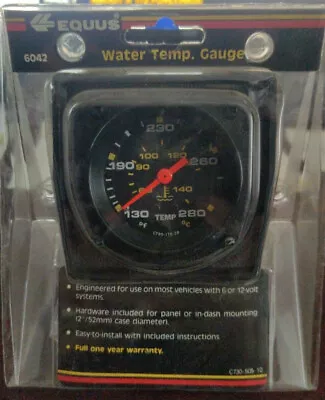 EQUUS
6042
Water Temp. Gauge
230
100
120
190
260
90
140
130
TEMP
280
°F
°C
• Engineered for use on most vehicles with 6 or 12-volt
systems.
• Hardware included for panel or in-dash mounting
(2"/52mm) case diameter).
• Easy-to-install with included instructions.
• Full one year warranty.